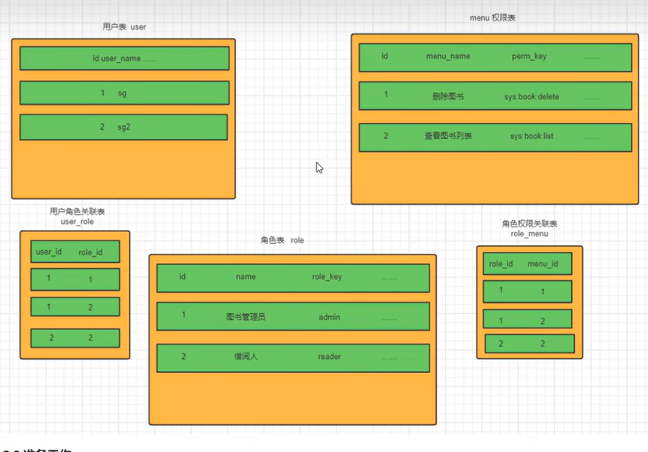 用户表 user
id user_name ......
1 sg
2 sg2
menu 权限表
id menu_name perm_key ........
1 删除图书 sys:book:delete ........
2 查看图书列表 sys:book:list ........
用户角色关联表
user_role
user_id role_id
1 1
1 2
2 2
角色表 role
id name role_key ........
1 图书管理员 admin ........
2 借阅人 reader ........
角色权限关联表
role_menu
role_id menu_id
1 1
1 2
2 2